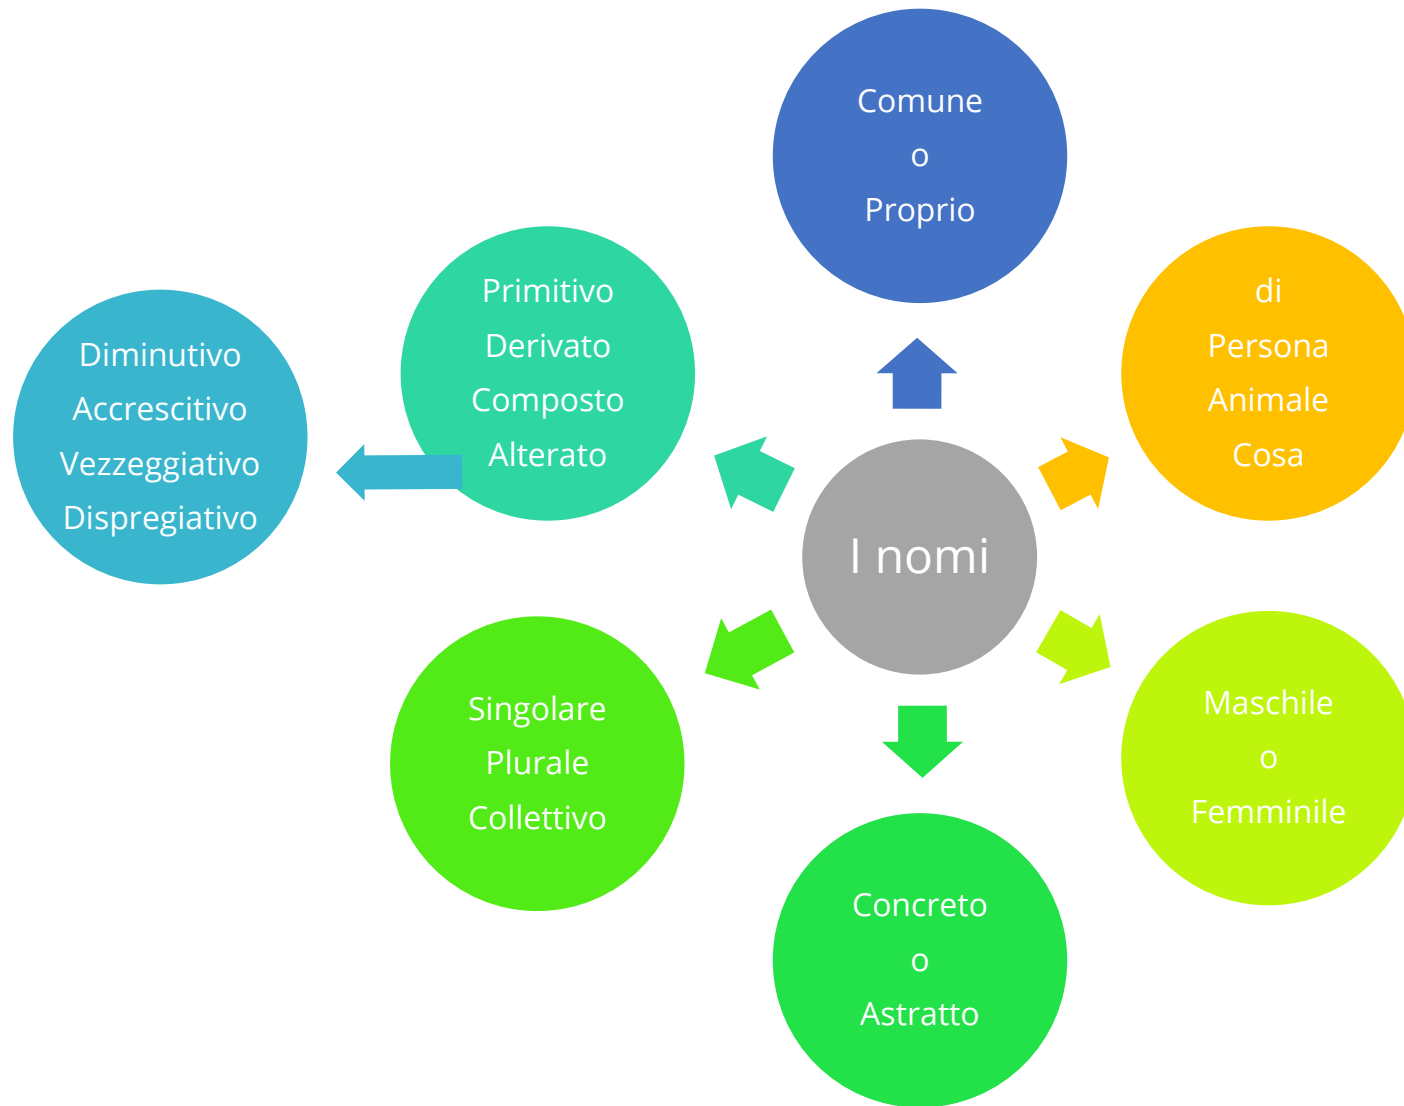 Comune
o
Proprio
di
Persona
Animale
Cosa
Maschile
o
Femminile
Concreto
o
Astratto
Singolare
Plurale
Collettivo
Primitivo
Derivato
Composto
Alterato
Diminutivo
Accrescitivo
Vezzeggiativo
Dispregiativo
I nomi